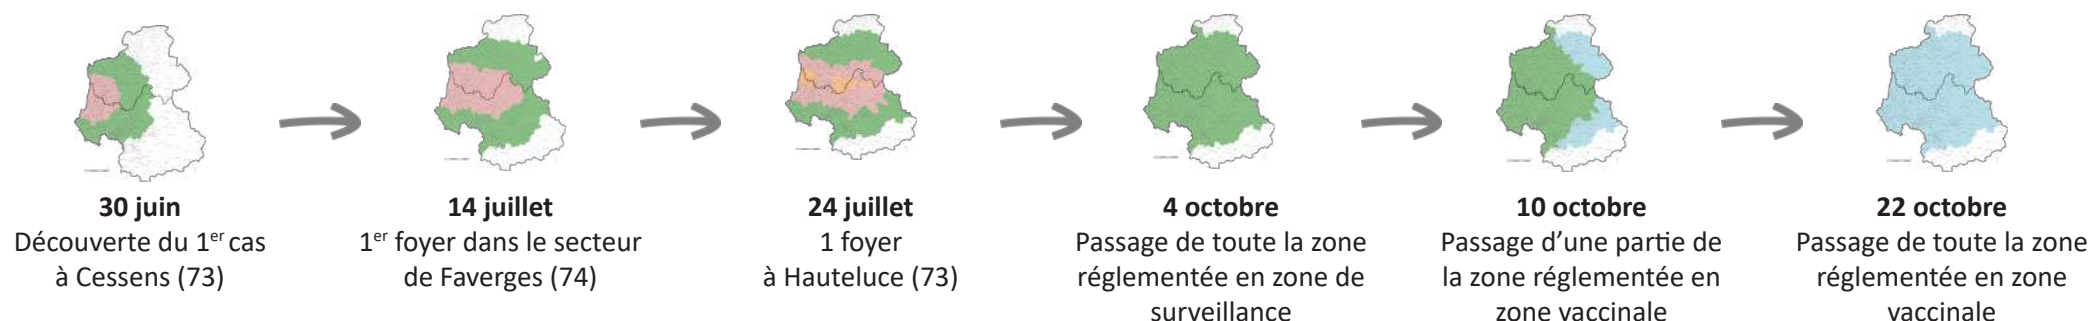 30 juin
Découverte du 1er cas
à Cessens (73)
14 juillet
1er foyer dans le secteur
de Faverges (74)
24 juillet
1 foyer
à Hauteluce (73)
4 octobre
Passage de toute la zone
réglementée en zone de
surveillance
10 octobre
Passage d’une partie de
la zone réglementée en
zone vaccinale
22 octobre
Passage de toute la zone
réglementée en zone
vaccinale